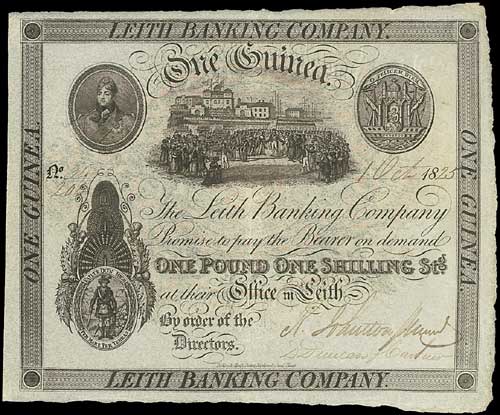 LEITH BANKING COMPANY.
One Guinea.
ONE GUINEA.
ONE GUINEA.
No.
1 Oct. 1825
The Leith Banking Company
Promise to pay the Bearer on demand
ONE POUND ONE SHILLING Stg.
at their Office in Leith
By order of the
Directors.
LEITH BANKING COMPANY.